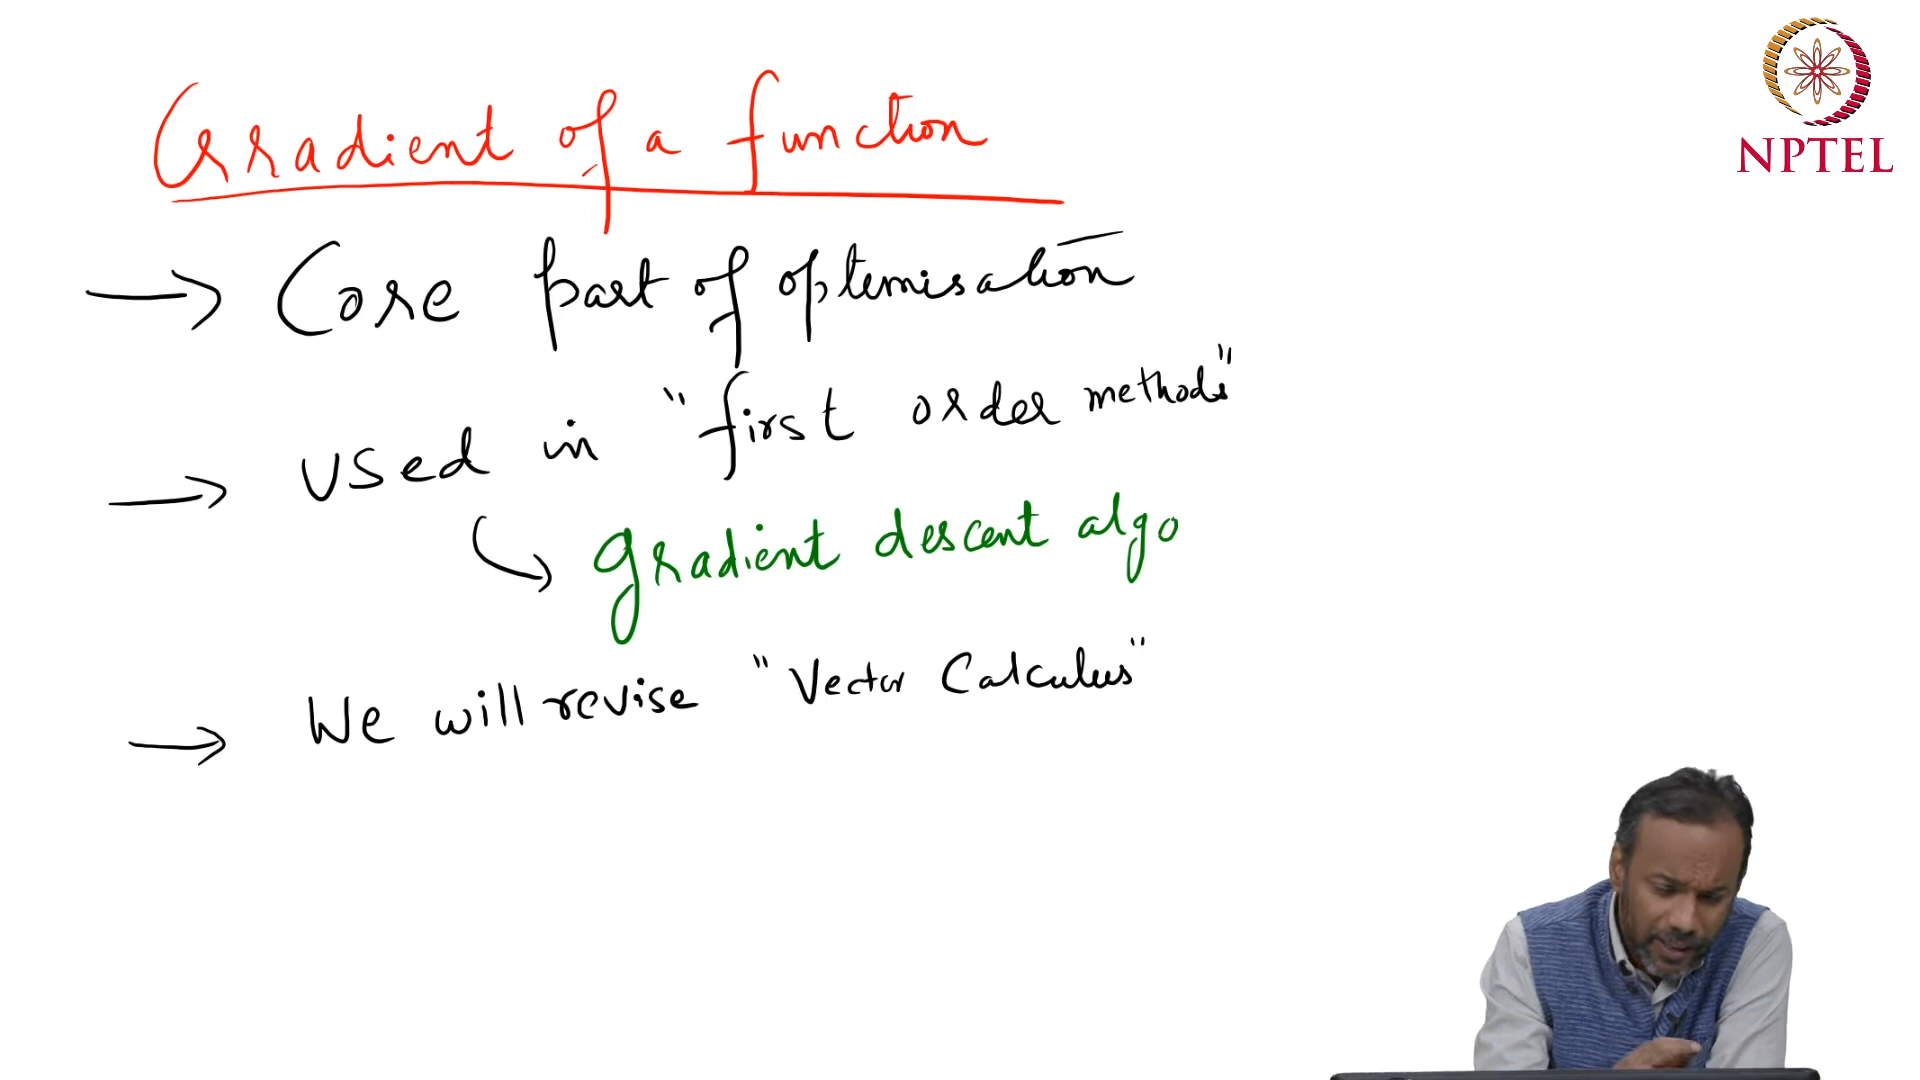 Gradient of a function
NPTEL
→ Core part of optimisation
→ Used in "first order methods"
↳ gradient descent algo
→ We will revise "Vector Calculus"